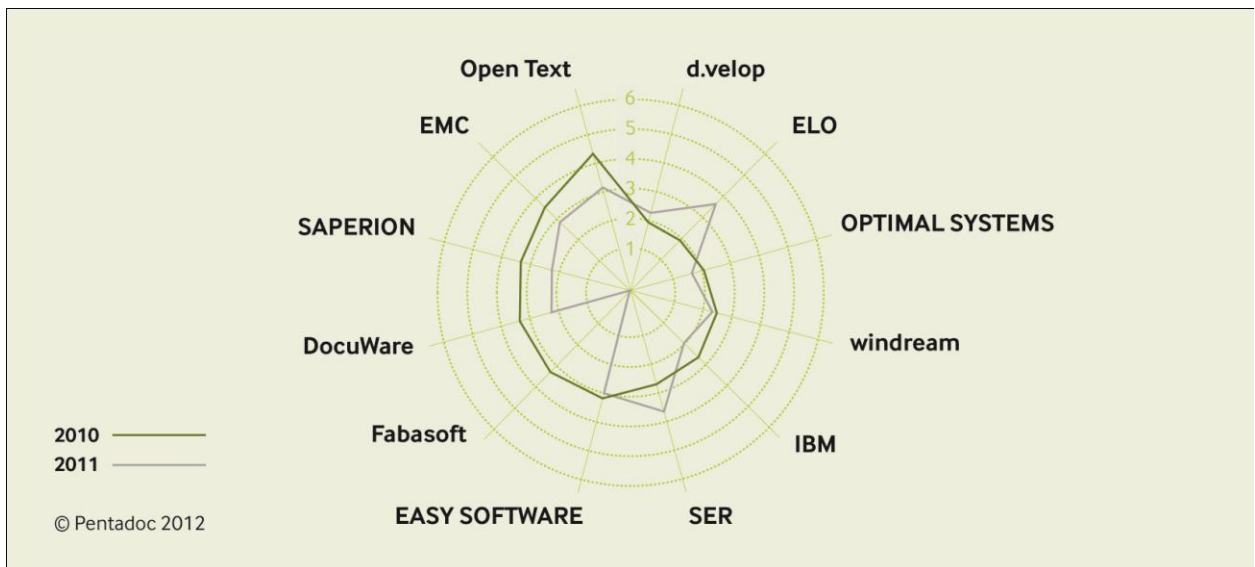 Open Text
d.velop
EMC
ELO
6
5
4
3
2
1
SAPERION
OPTIMAL SYSTEMS
DocuWare
windream
Fabasoft
IBM
EASY SOFTWARE
SER
2010
2011
© Pentadoc 2012